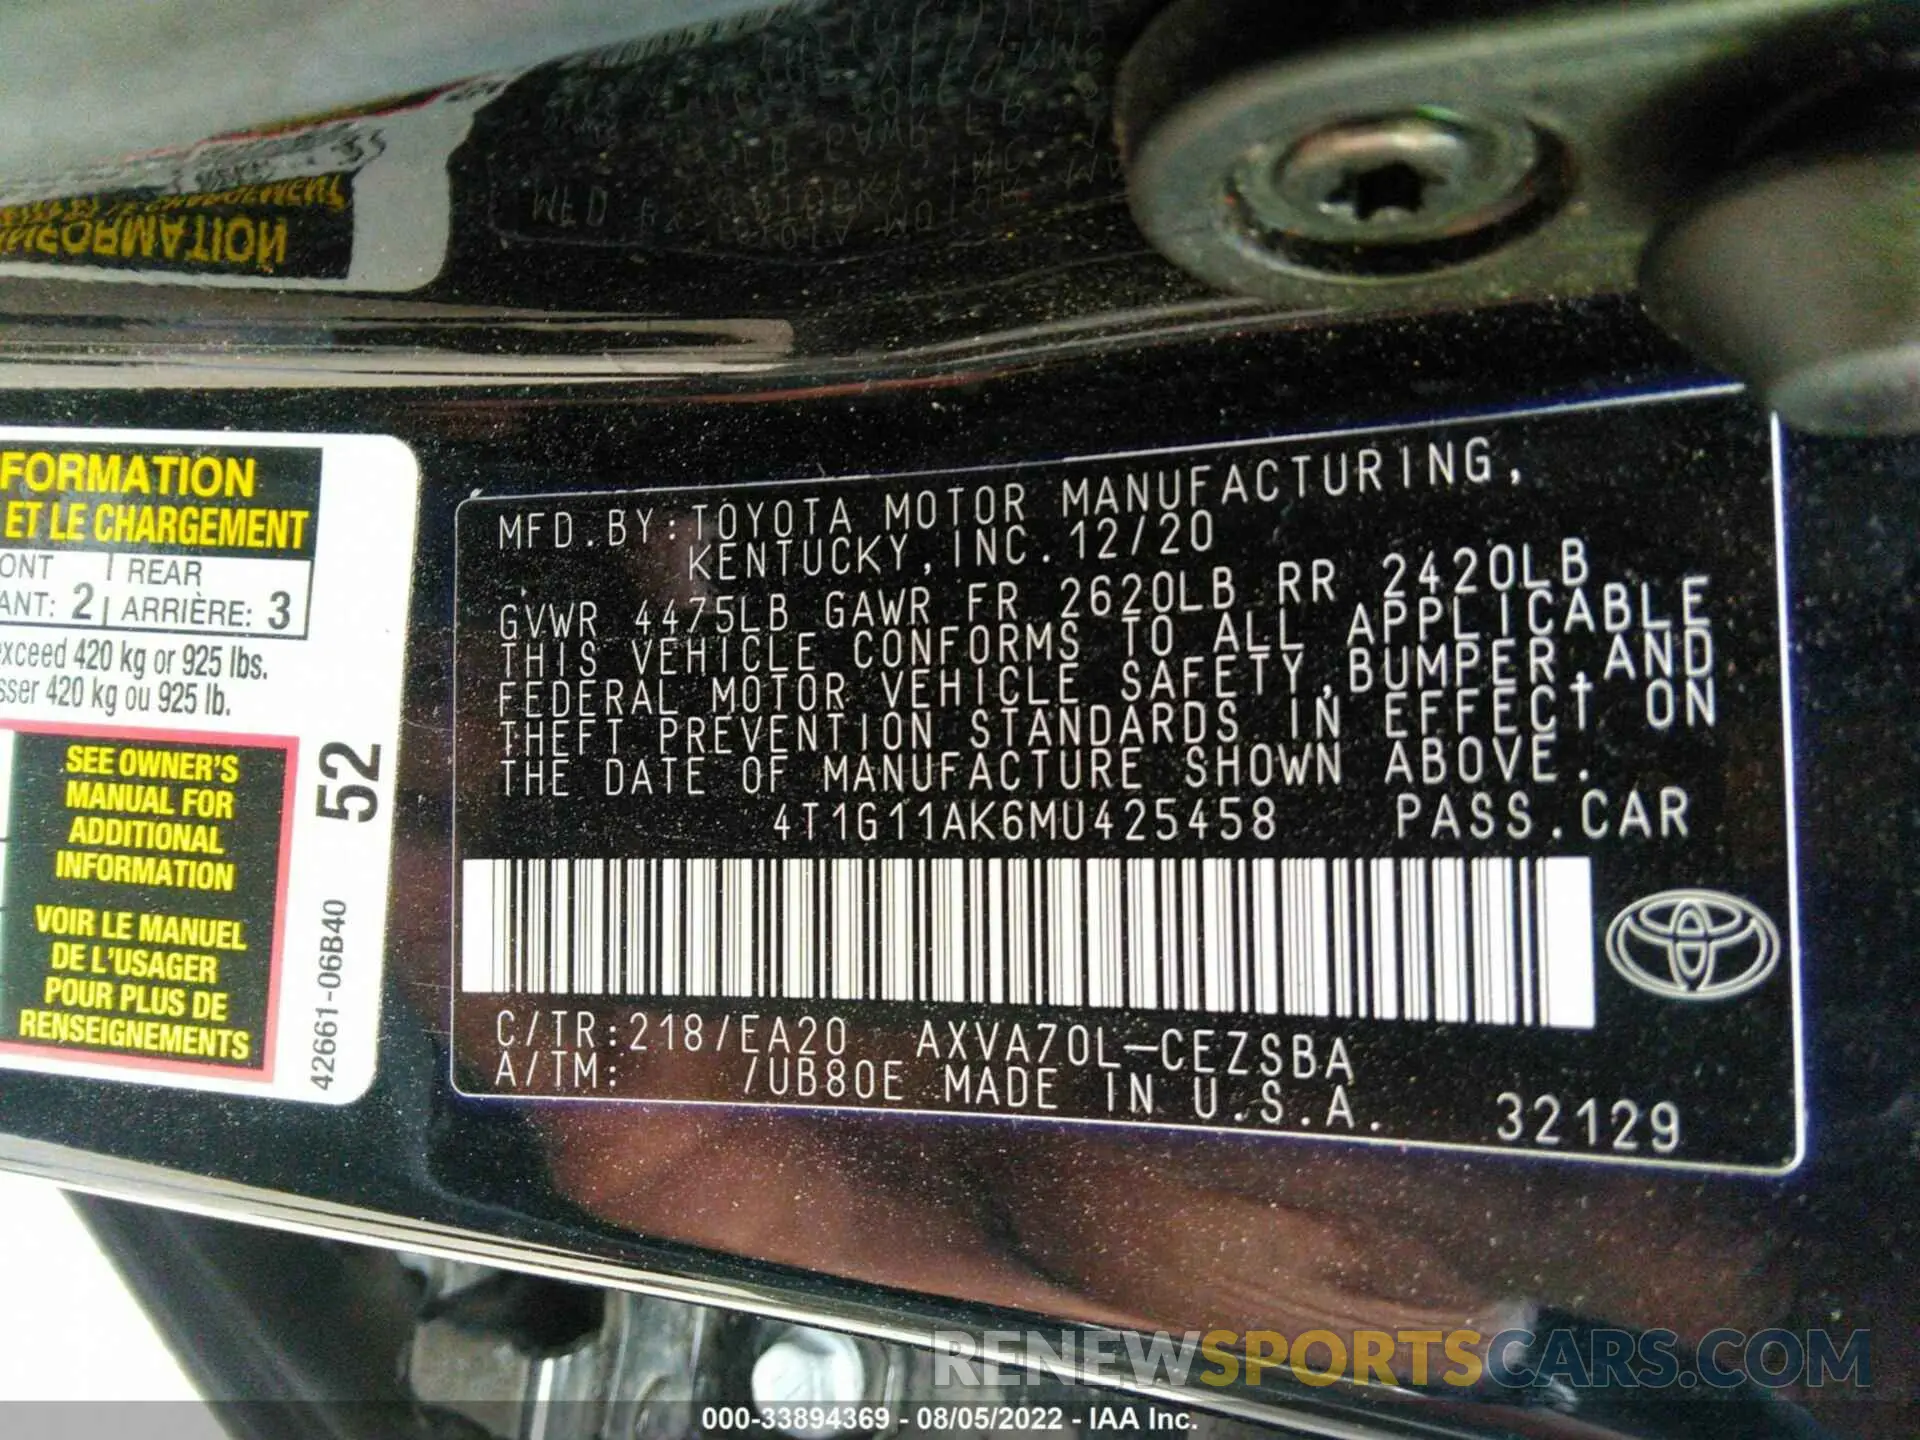 FORMATION
ET LE CHARGEMENT
ONT REAR
ANT: 2 ARRIÈRE: 3
xceed 420 kg or 925 lbs.
sser 420 kg ou 925 lb.
SEE OWNER'S
MANUAL FOR
ADDITIONAL
INFORMATION
VOIR LE MANUEL
DE L'USAGER
POUR PLUS DE
RENSEIGNEMENTS
52
42661-06B40
MFD.BY:TOYOTA MOTOR MANUFACTURING,
KENTUCKY,INC.12/20
GVWR 4475LB GAWR FR 2620LB RR 2420LB
THIS VEHICLE CONFORMS TO ALL APPLICABLE
FEDERAL MOTOR VEHICLE SAFETY,BUMPER,AND
THEFT PREVENTION STANDARDS IN EFFECT ON
THE DATE OF MANUFACTURE SHOWN ABOVE.
4T1G11AK6MU425458 PASS.CAR
C/TR:218/EA20 AXVA70L-CEZSBA
A/TM: /UB80E MADE IN U.S.A.
32129
RENEWSPORTSCARS.COM
000-33894369 - 08/05/2022 - IAA Inc.